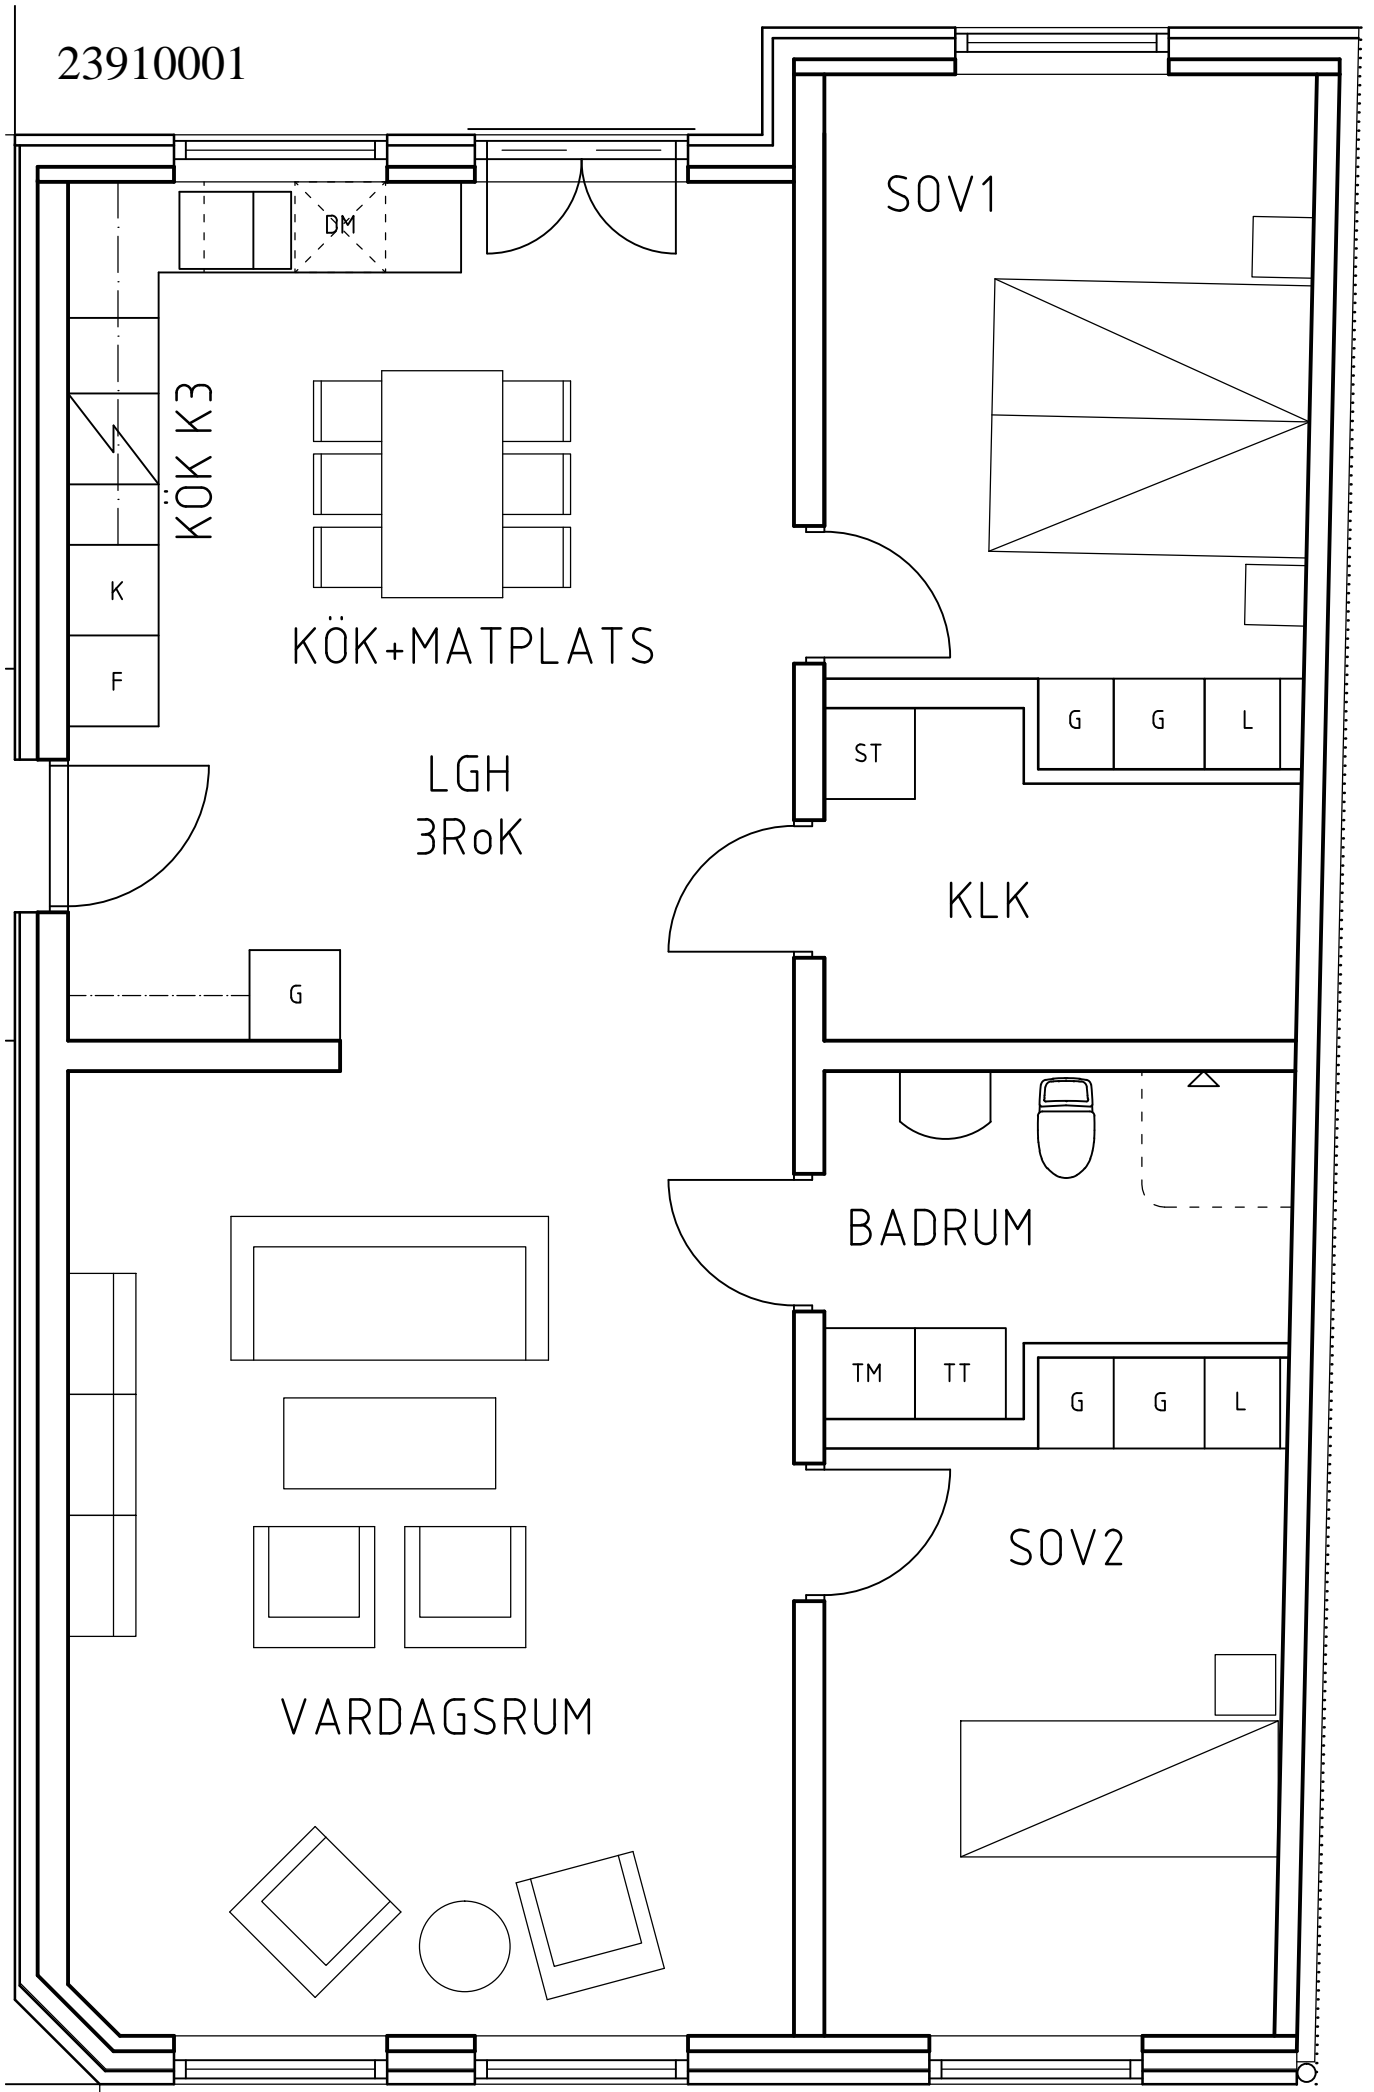 23910001
SOV1
DM
KÖK K3
K
F
KÖK+MATPLATS
G
G
L
ST
LGH
3RoK
KLK
G
BADRUM
TM
TT
G
G
L
SOV2
VARDAGSRUM